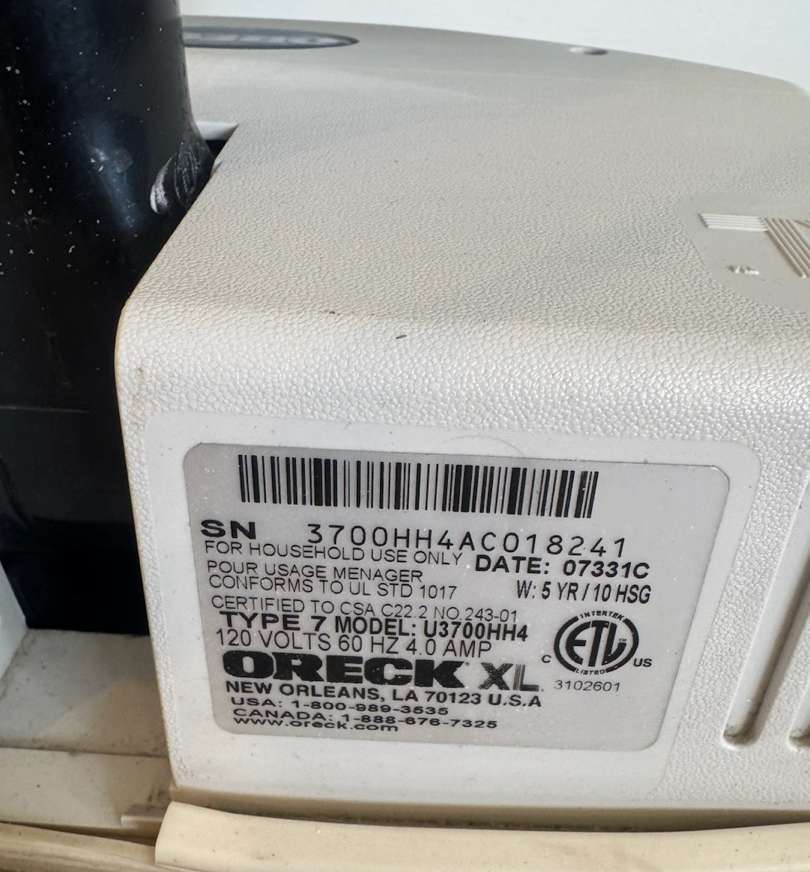 SN 3700HH4AC018241
FOR HOUSEHOLD USE ONLY DATE: 07331C
POUR USAGE MENAGER
CONFORMS TO UL STD 1017 W: 5 YR / 10 HSG
CERTIFIED TO CSA C22.2 NO.243-01
TYPE 7 MODEL: U3700HH4
120 VOLTS 60 HZ 4.0 AMP
INTERTEK
ETL
C US
LISTED
3102601
ORECK XL
NEW ORLEANS, LA 70123 U.S.A
USA: 1-800-989-3535
CANADA: 1-888-676-7325
www.oreck.com